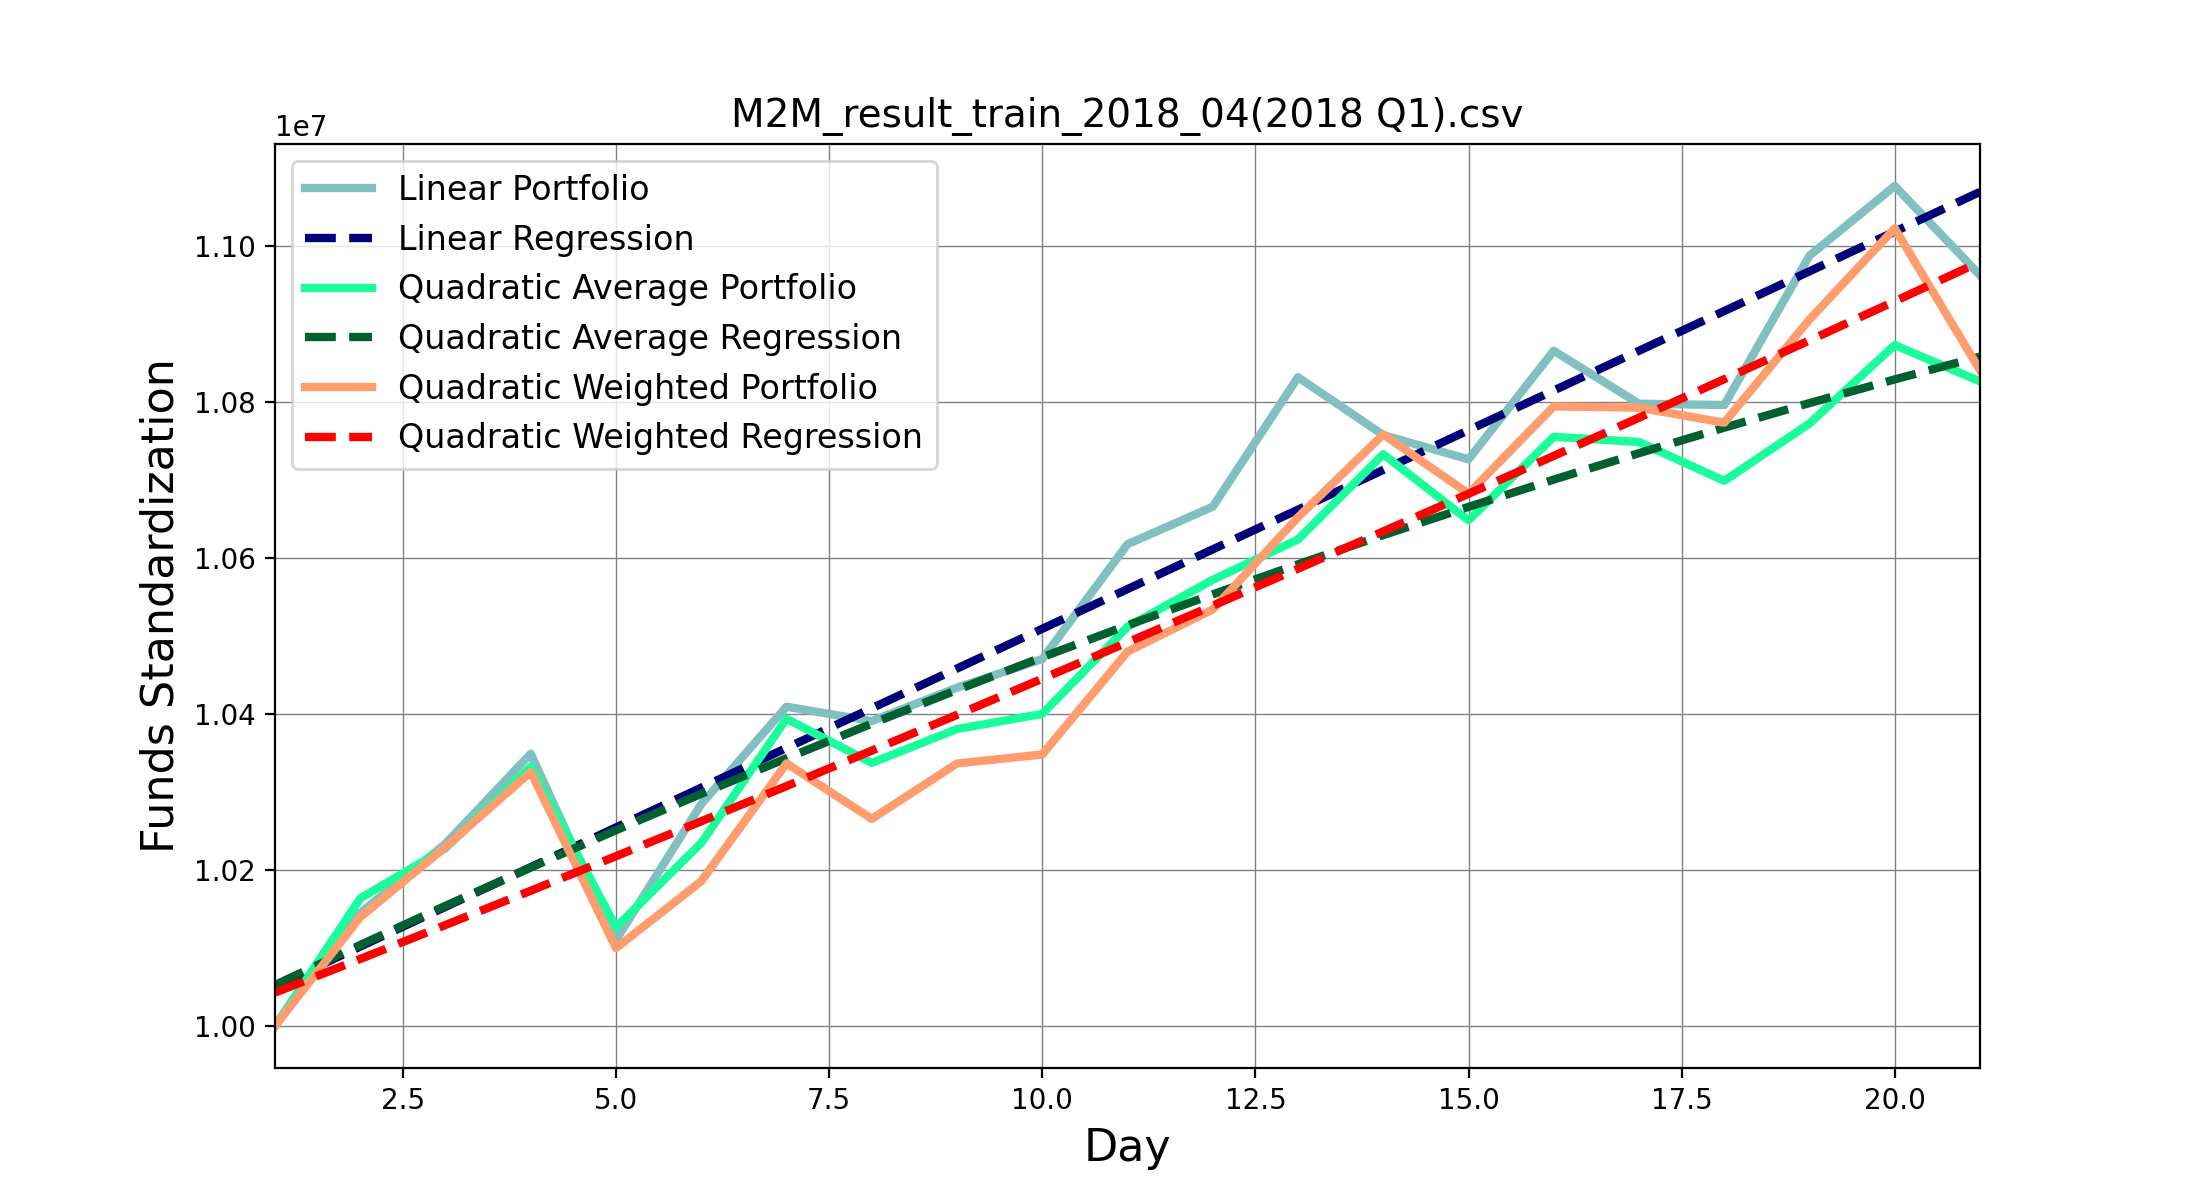 M2M_result_train_2018_04(2018 Q1).csv
1e7
Linear Portfolio
Linear Regression
Quadratic Average Portfolio
Quadratic Average Regression
Quadratic Weighted Portfolio
Quadratic Weighted Regression
Funds Standardization
1.10
1.08
1.06
1.04
1.02
1.00
2.5 5.0 7.5 10.0 12.5 15.0 17.5 20.0
Day